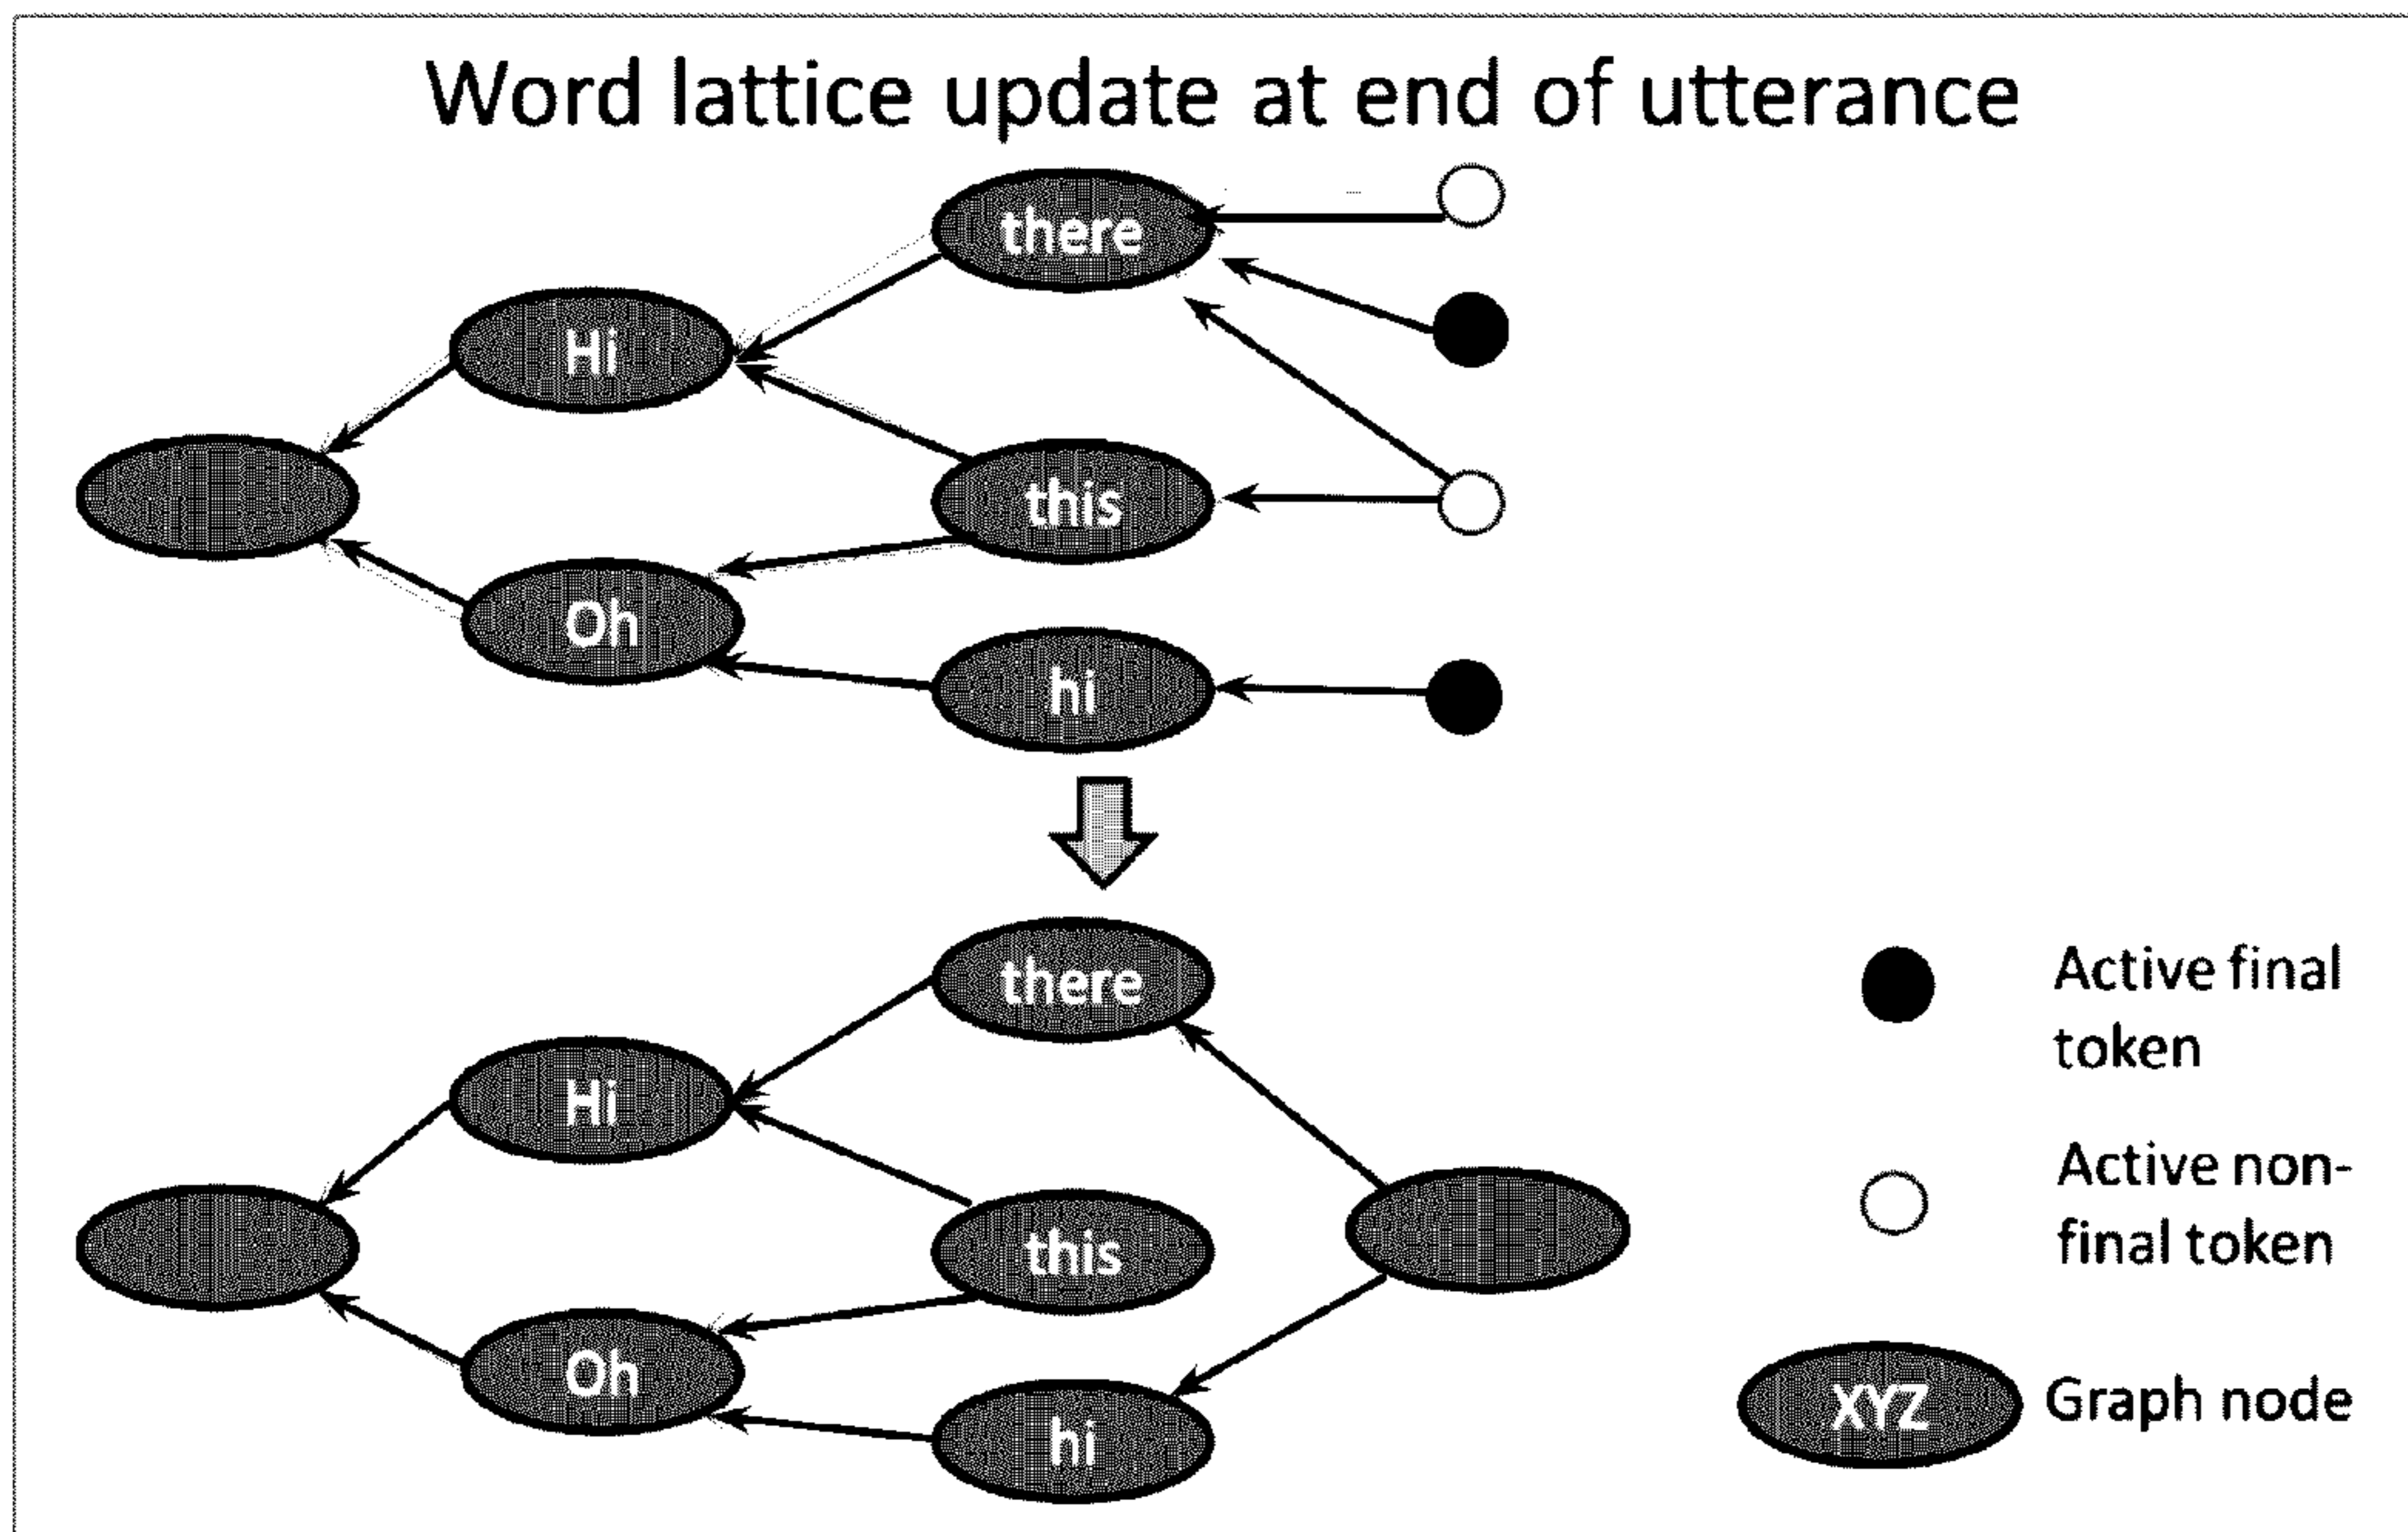 Word lattice update at end of utterance
there
Hi
this
Oh
hi
there
Hi
this
Oh
hi
Active final
token
Active non-
final token
XYZ
Graph node